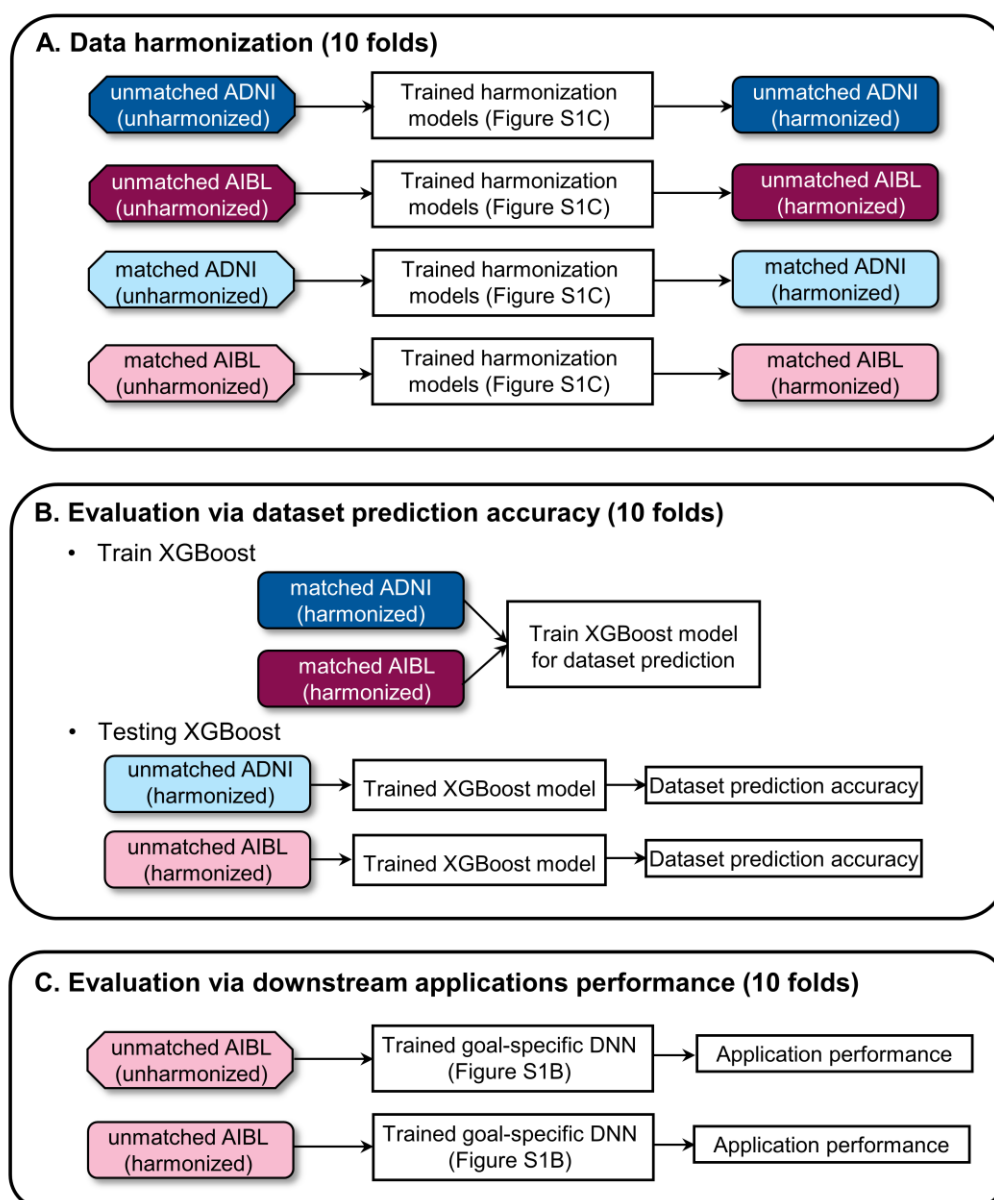 A. Data harmonization (10 folds)
unmatched ADNI
(unharmonized)
Trained harmonization
models (Figure S1C)
unmatched ADNI
(harmonized)
unmatched AIBL
(unharmonized)
Trained harmonization
models (Figure S1C)
unmatched AIBL
(harmonized)
matched ADNI
(unharmonized)
Trained harmonization
models (Figure S1C)
matched ADNI
(harmonized)
matched AIBL
(unharmonized)
Trained harmonization
models (Figure S1C)
matched AIBL
(harmonized)
B. Evaluation via dataset prediction accuracy (10 folds)
• Train XGBoost
matched ADNI
(harmonized)
matched AIBL
(harmonized)
Train XGBoost model
for dataset prediction
• Testing XGBoost
unmatched ADNI
(harmonized)
Trained XGBoost model
Dataset prediction accuracy
unmatched AIBL
(harmonized)
Trained XGBoost model
Dataset prediction accuracy
C. Evaluation via downstream applications performance (10 folds)
unmatched AIBL
(unharmonized)
Trained goal-specific DNN
(Figure S1B)
Application performance
unmatched AIBL
(harmonized)
Trained goal-specific DNN
(Figure S1B)
Application performance